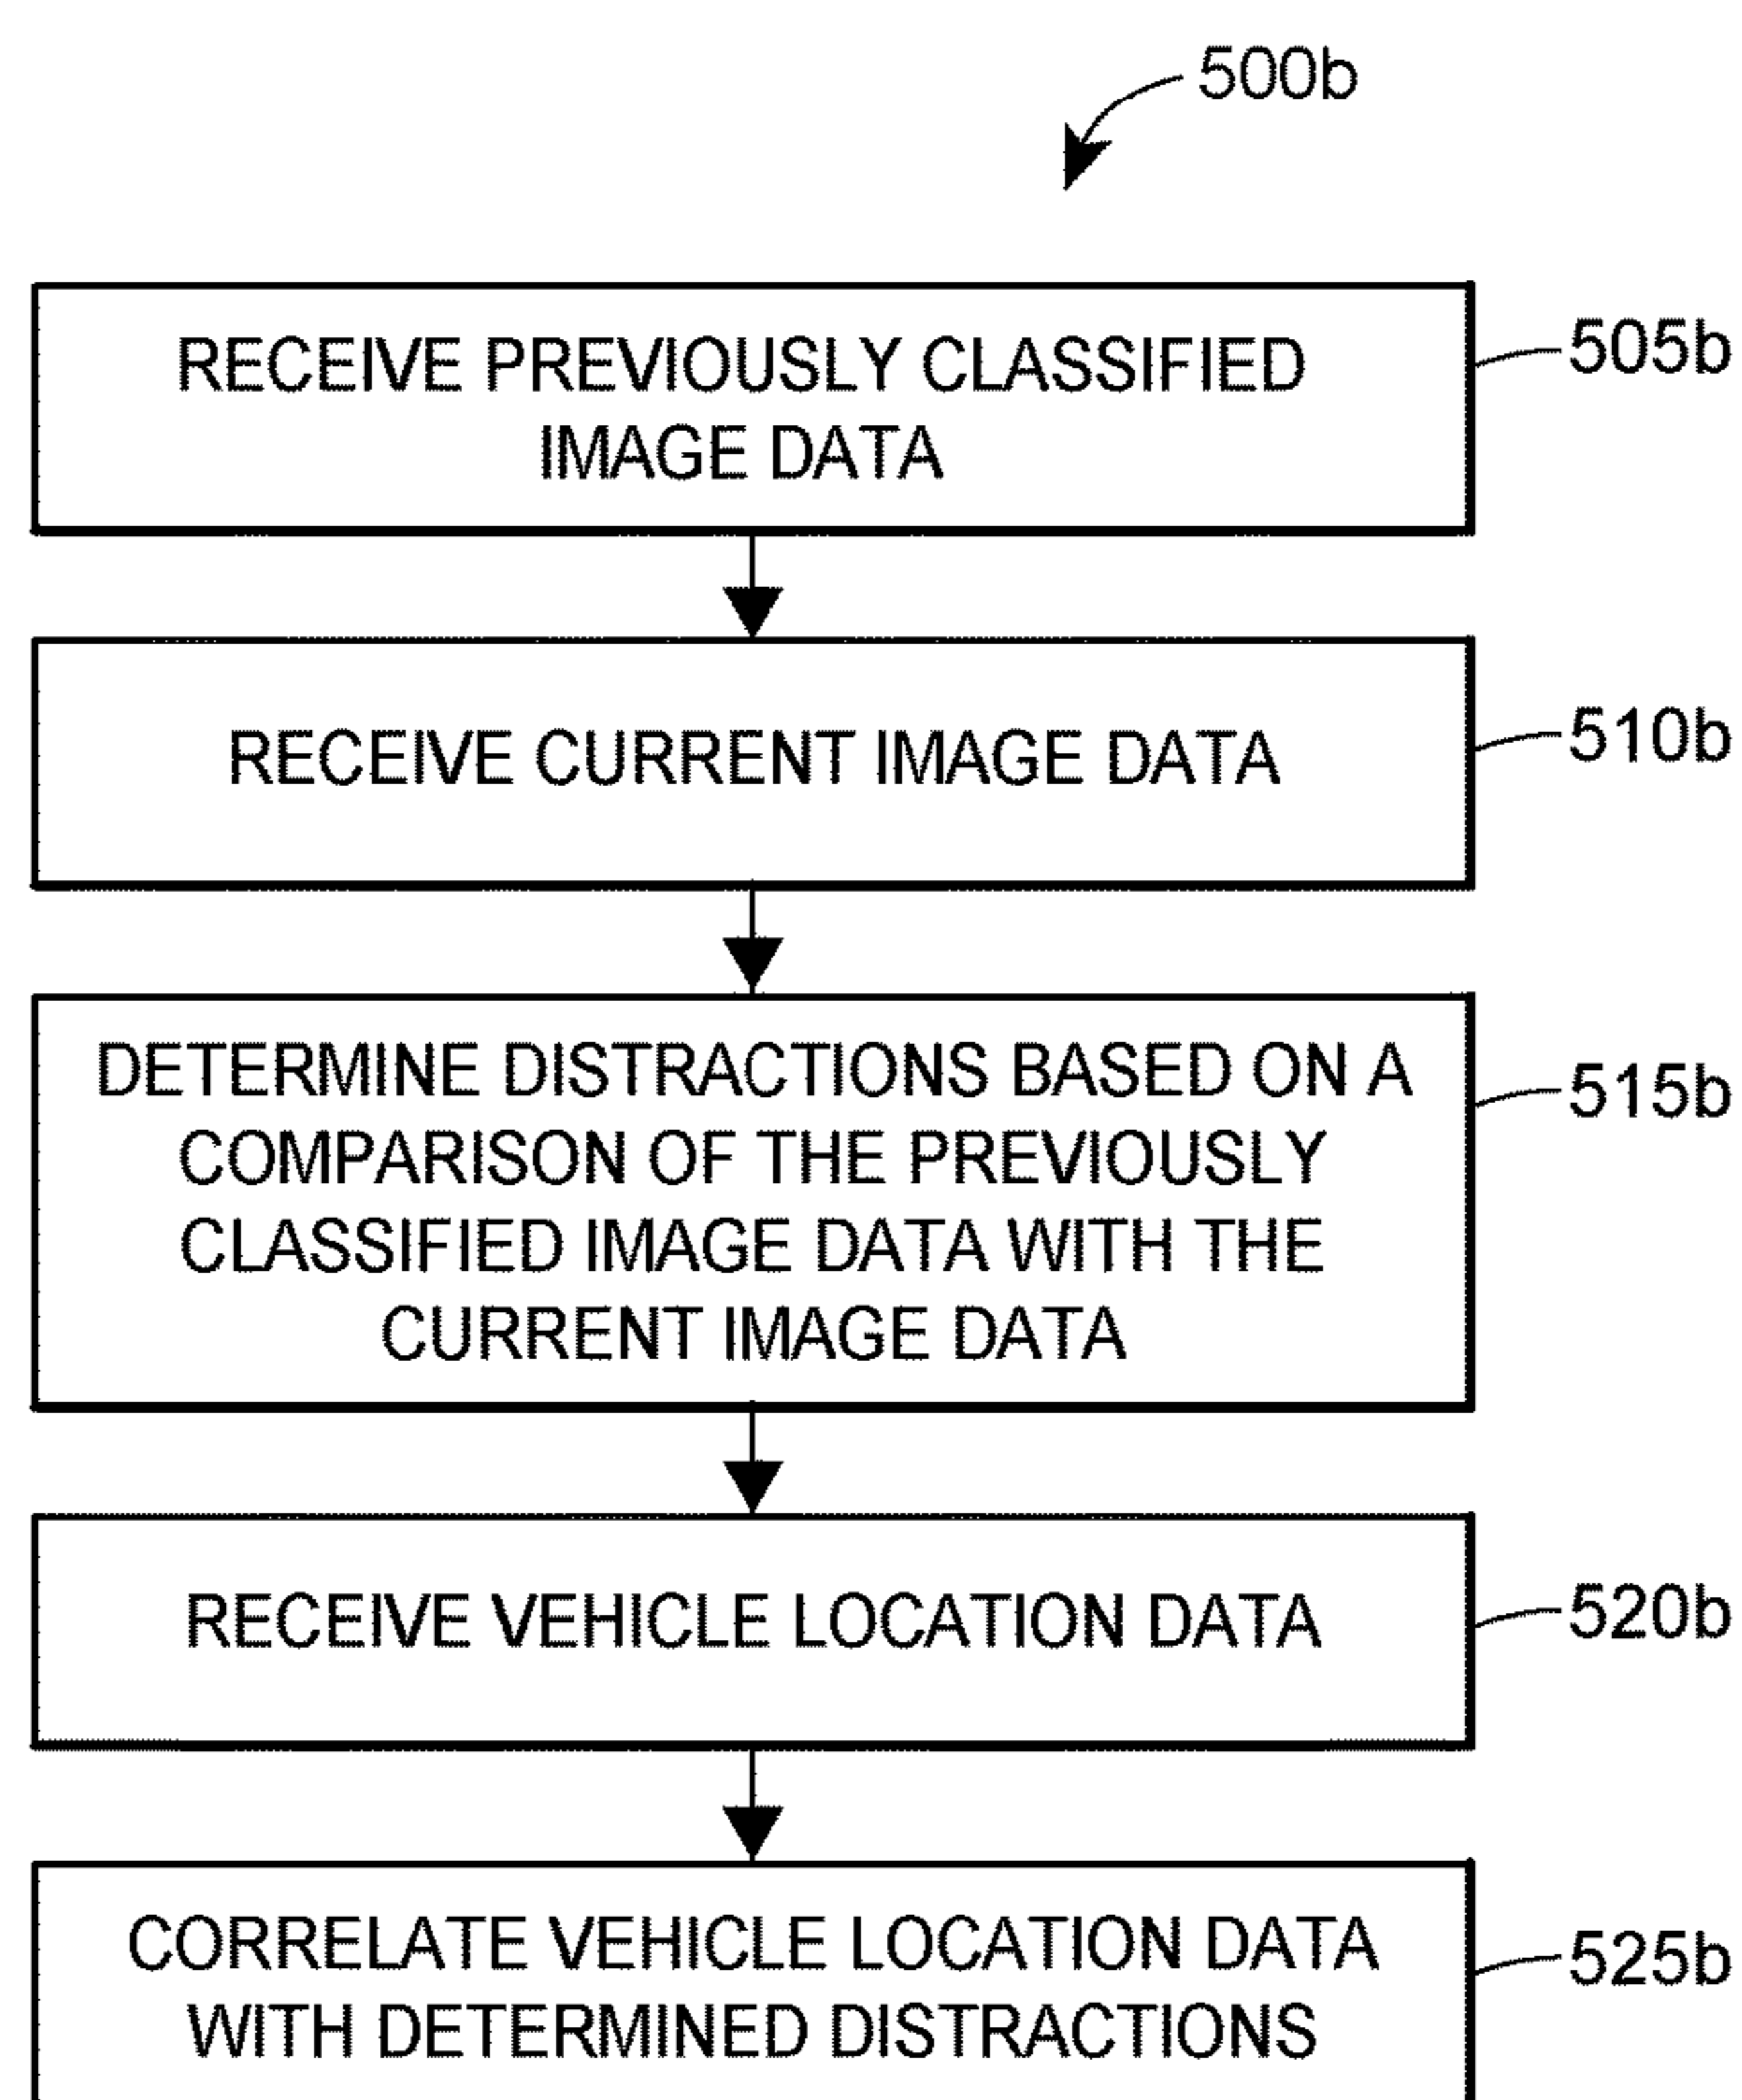 500b
RECEIVE PREVIOUSLY CLASSIFIED
IMAGE DATA
505b
RECEIVE CURRENT IMAGE DATA
510b
DETERMINE DISTRACTIONS BASED ON A
COMPARISON OF THE PREVIOUSLY
CLASSIFIED IMAGE DATA WITH THE
CURRENT IMAGE DATA
515b
RECEIVE VEHICLE LOCATION DATA
520b
CORRELATE VEHICLE LOCATION DATA
WITH DETERMINED DISTRACTIONS
525b